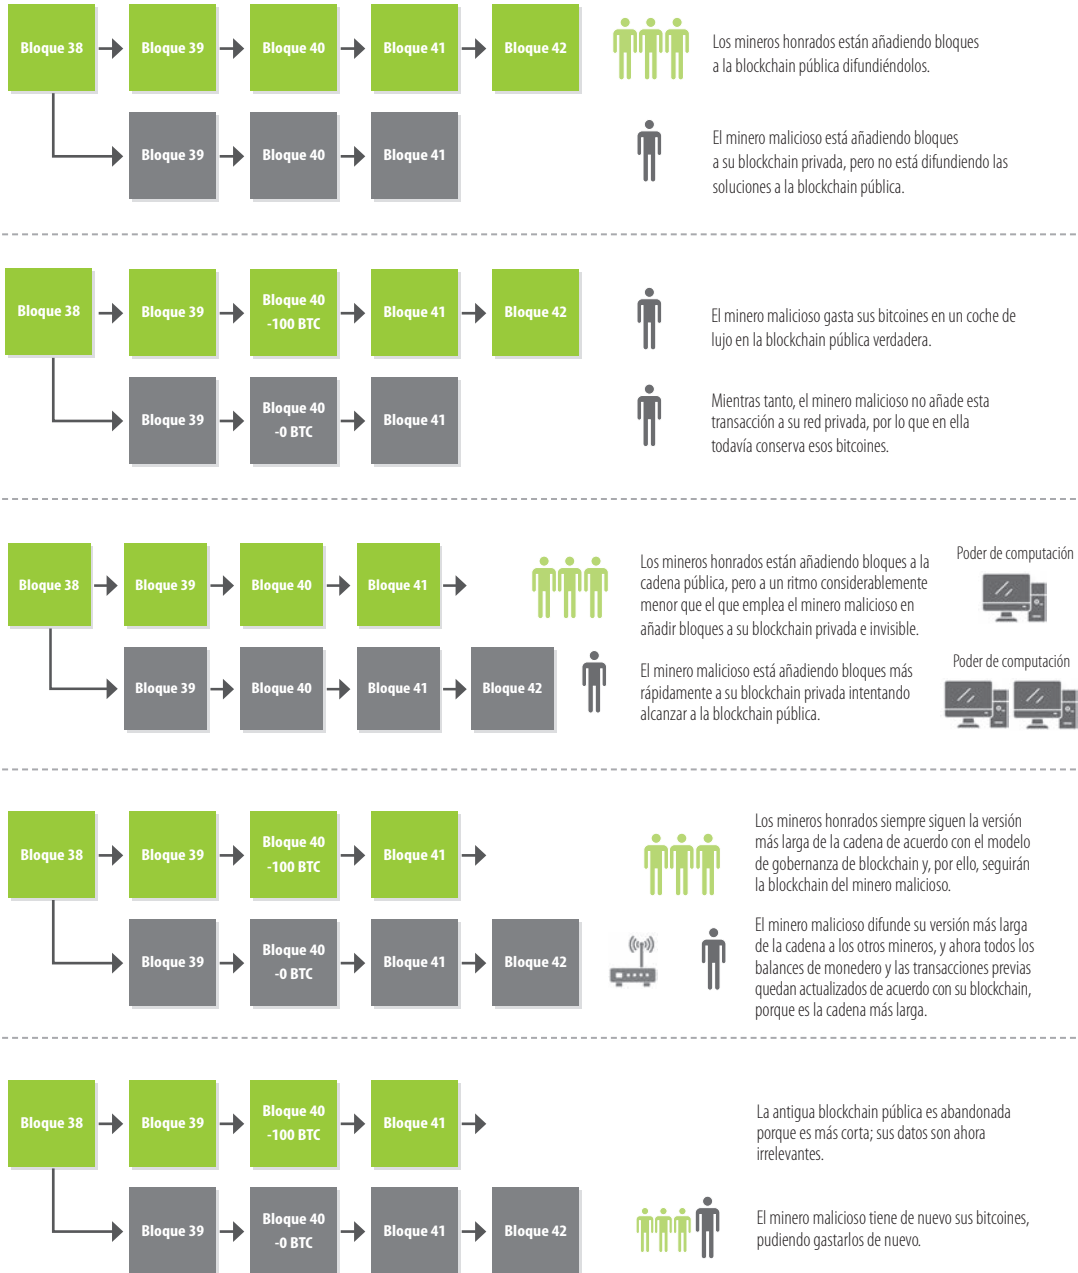 Bloque 38
Bloque 39
Bloque 40
Bloque 41
Bloque 42
Los mineros honrados están añadiendo bloques
a la blockchain pública difundiéndolos.
Bloque 39
Bloque 40
Bloque 41
El minero malicioso está añadiendo bloques
a su blockchain privada, pero no está difundiendo las
soluciones a la blockchain pública.
Bloque 38
Bloque 39
Bloque 40
-100 BTC
Bloque 41
Bloque 42
El minero malicioso gasta sus bitcoines en un coche de
lujo en la blockchain pública verdadera.
Bloque 39
Bloque 40
-0 BTC
Bloque 41
Mientras tanto, el minero malicioso no añade esta
transacción a su red privada, por lo que en ella
todavía conserva esos bitcoines.
Bloque 38
Bloque 39
Bloque 40
Bloque 41
Los mineros honrados están añadiendo bloques a la
cadena pública, pero a un ritmo considerablemente
menor que el que emplea el minero malicioso en
añadir bloques a su blockchain privada e invisible.
Poder de computación
Bloque 39
Bloque 40
Bloque 41
Bloque 42
El minero malicioso está añadiendo bloques más
rápidamente a su blockchain privada intentando
alcanzar a la blockchain pública.
Poder de computación
Bloque 38
Bloque 39
Bloque 40
-100 BTC
Bloque 41
Los mineros honrados siempre siguen la versión
más larga de la cadena de acuerdo con el modelo
de gobernanza de blockchain y, por ello, seguirán
la blockchain del minero malicioso.
Bloque 39
Bloque 40
-0 BTC
Bloque 41
Bloque 42
El minero malicioso difunde su versión más larga
de la cadena a los otros mineros, y ahora todos los
balances de monedero y las transacciones previas
quedan actualizados de acuerdo con su blockchain,
porque es la cadena más larga.
Bloque 38
Bloque 39
Bloque 40
-100 BTC
Bloque 41
La antigua blockchain pública es abandonada
porque es más corta; sus datos son ahora
irrelevantes.
Bloque 39
Bloque 40
-0 BTC
Bloque 41
Bloque 42
El minero malicioso tiene de nuevo sus bitcoines,
pudiendo gastarlos de nuevo.